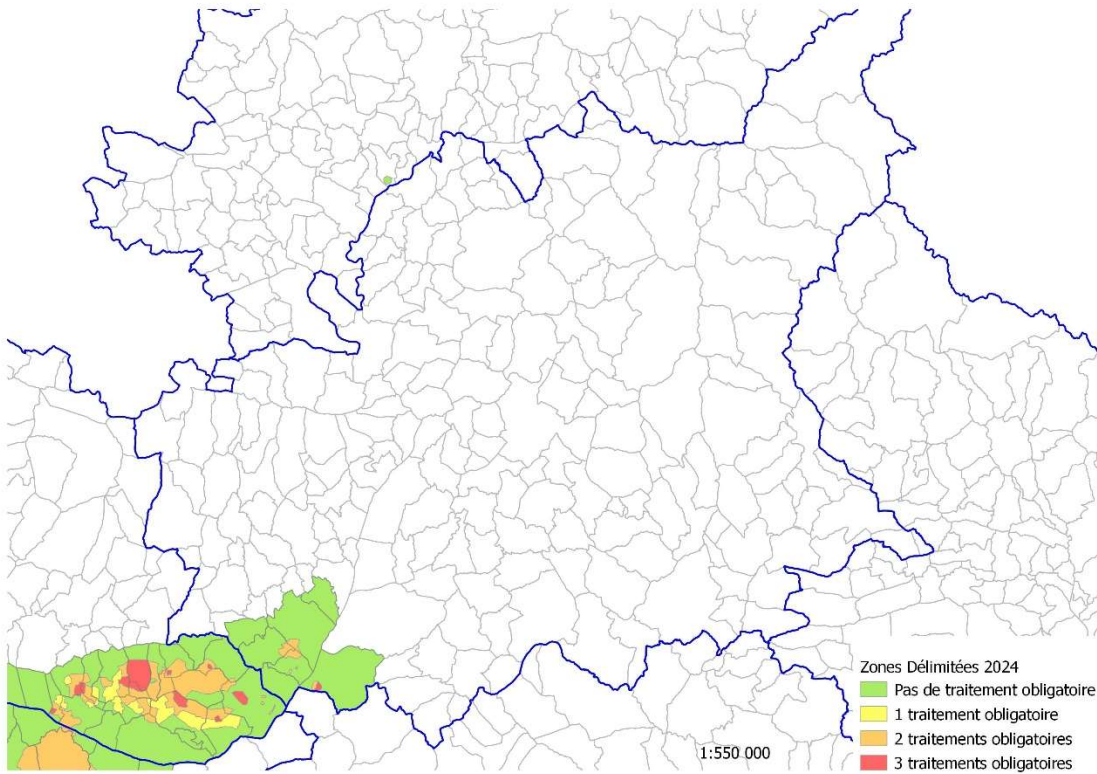 1:550 000
Zones Délimitées 2024
Pas de traitement obligatoire
1 traitement obligatoire
2 traitements obligatoires
3 traitements obligatoires